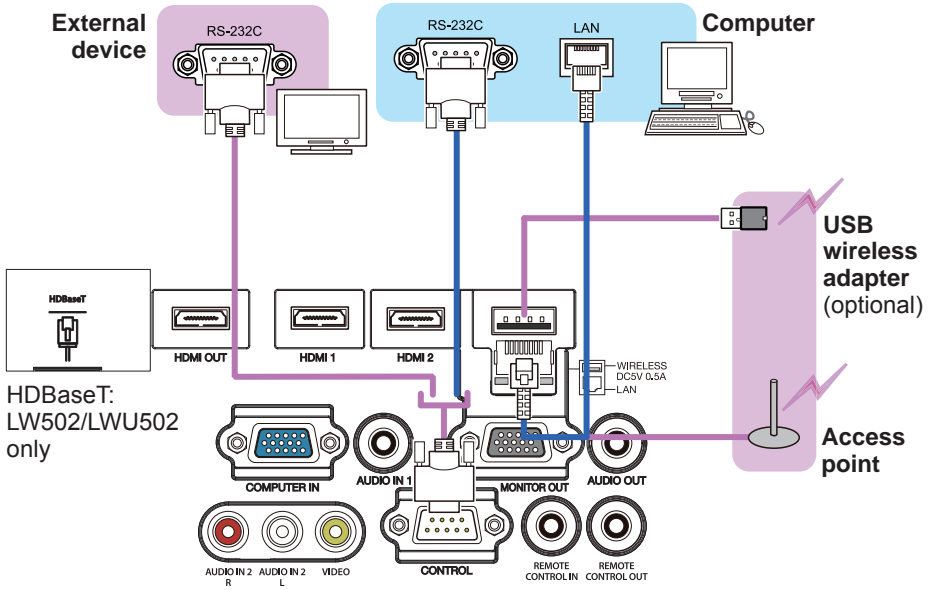 External
device
RS-232C
RS-232C
LAN
Computer
USB
wireless
adapter
(optional)
HDBaseT
HDMI OUT
HDMI 1
HDMI 2
WIRELESS
DC5V 0.5A
LAN
HDBaseT:
LW502/LWU502
only
Access
point
COMPUTER IN
AUDIO IN 1
MONITOR OUT
AUDIO OUT
AUDIO IN 2
R
AUDIO IN 2
L
VIDEO
CONTROL
REMOTE
CONTROL IN
REMOTE
CONTROL OUT